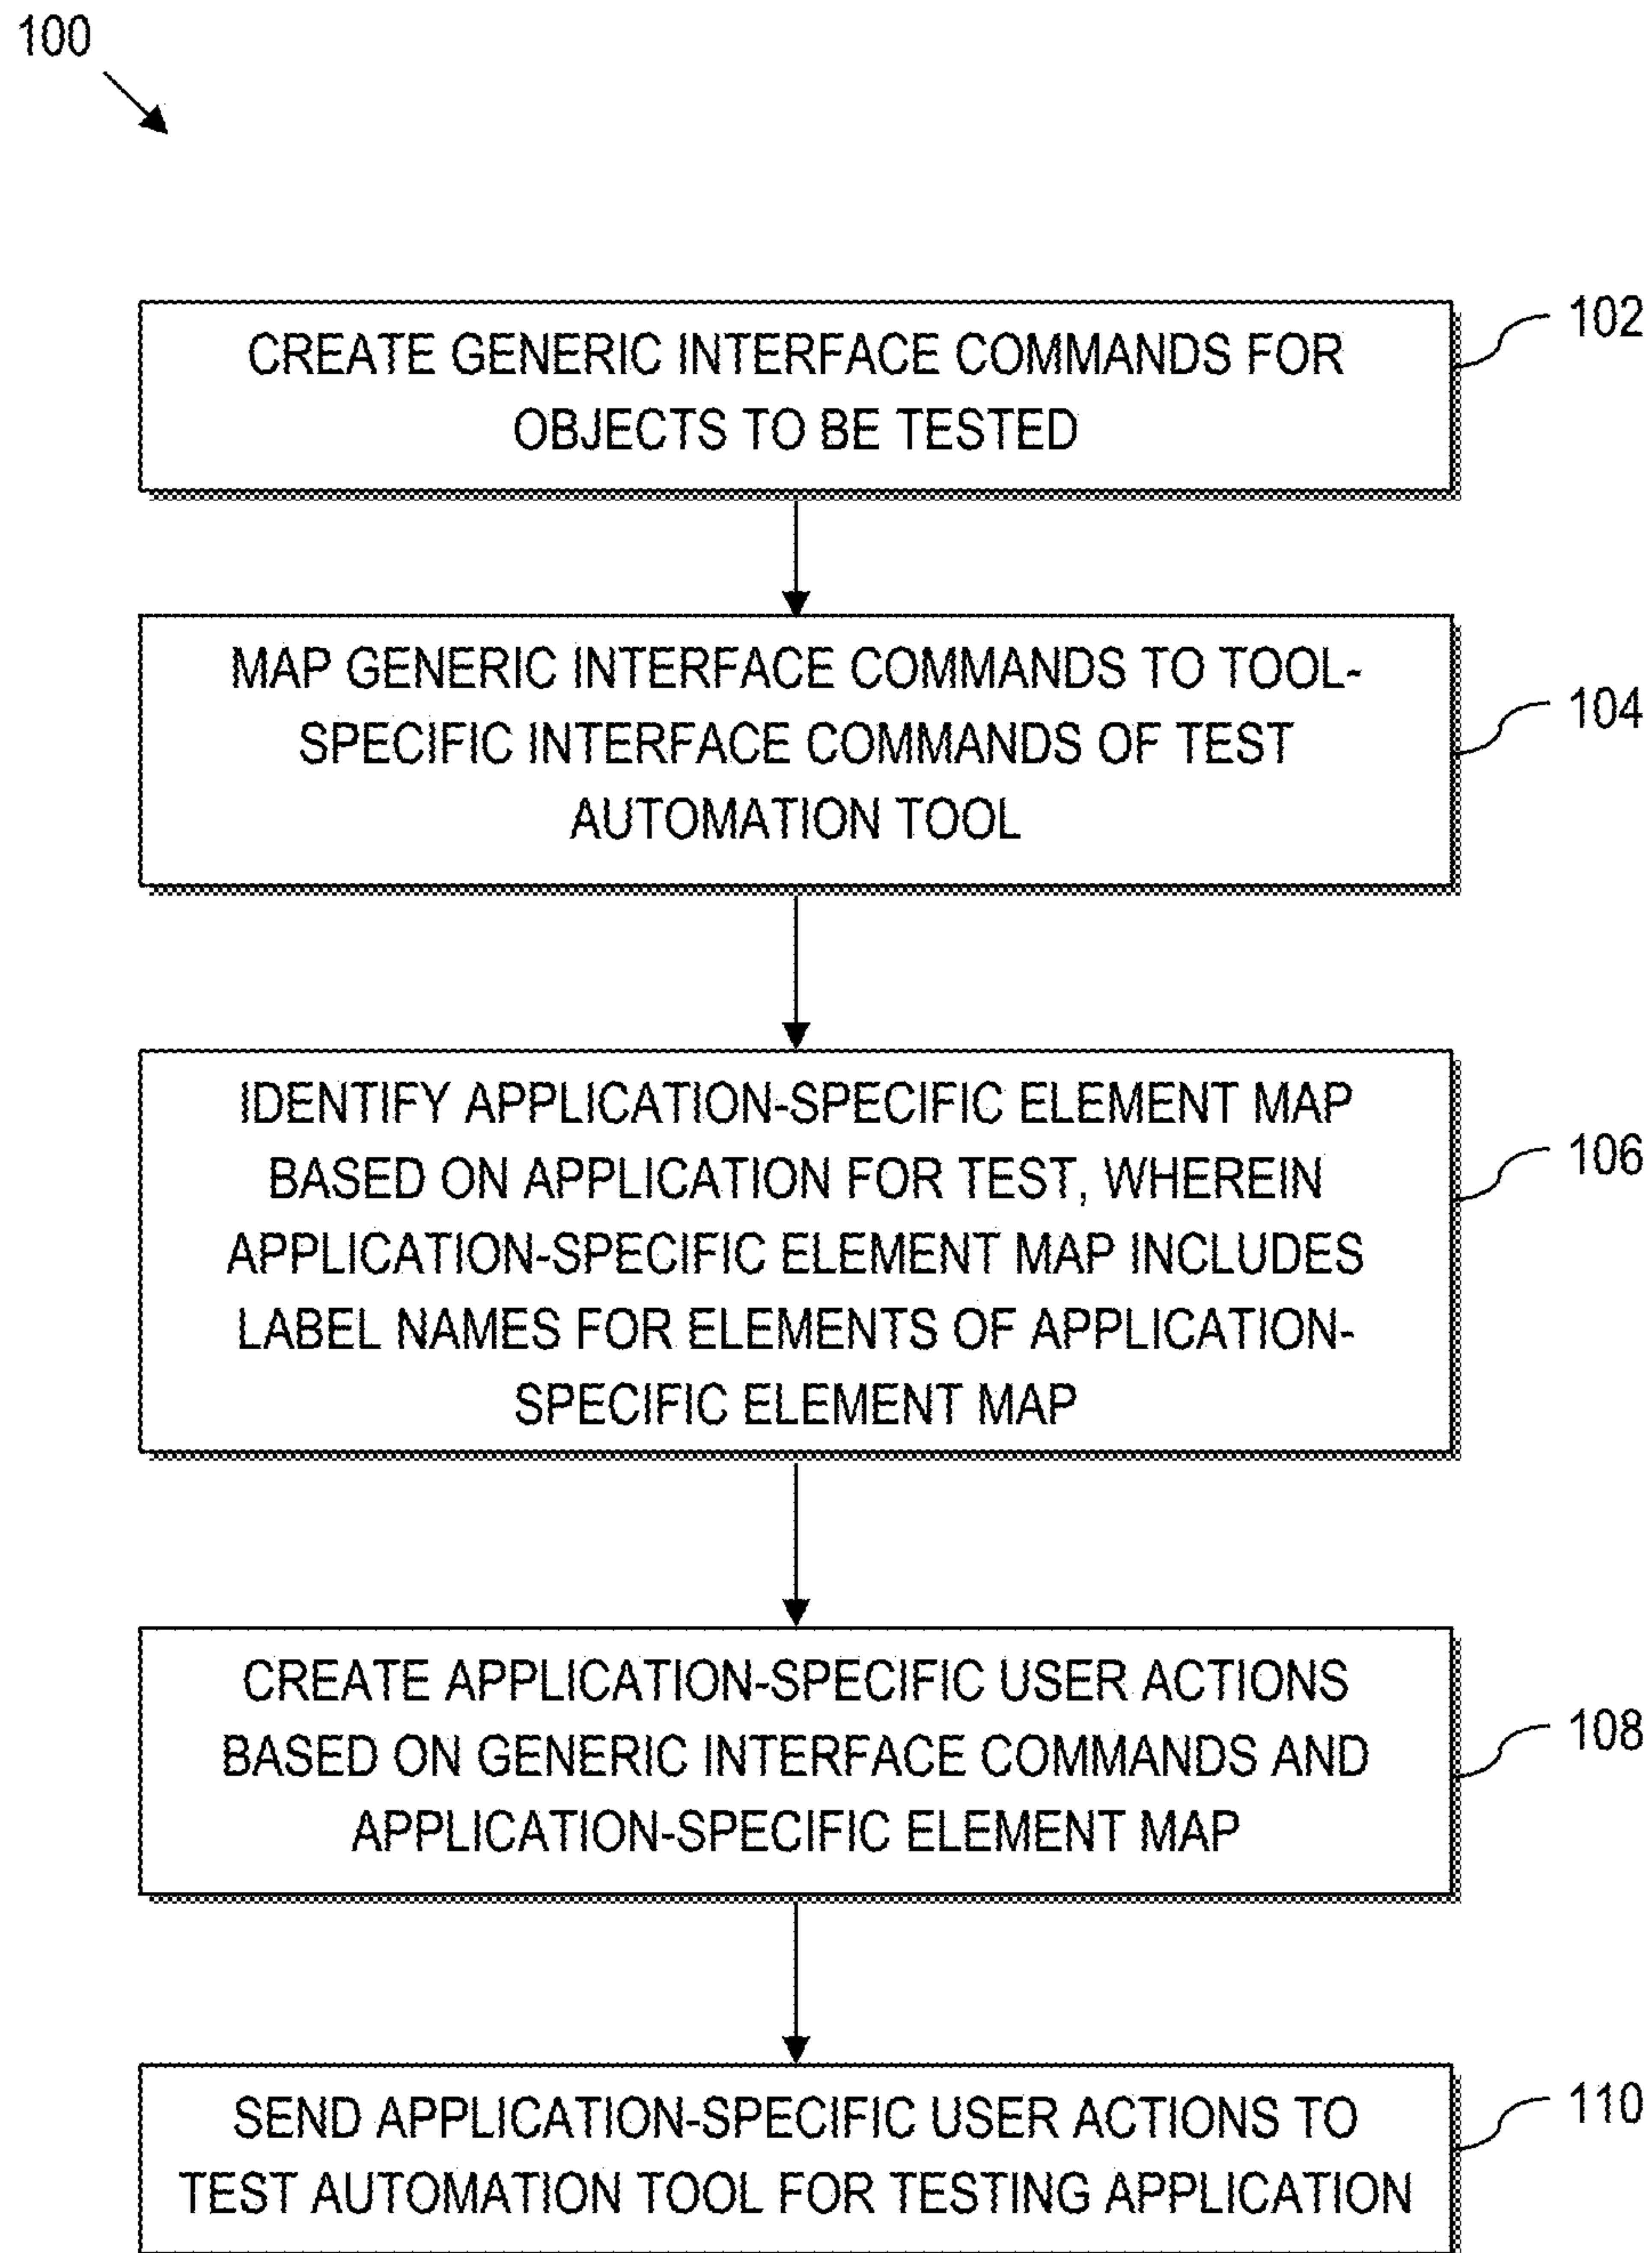 100
CREATE GENERIC INTERFACE COMMANDS FOR
OBJECTS TO BE TESTED
102
MAP GENERIC INTERFACE COMMANDS TO TOOL-
SPECIFIC INTERFACE COMMANDS OF TEST
AUTOMATION TOOL
104
IDENTIFY APPLICATION-SPECIFIC ELEMENT MAP
BASED ON APPLICATION FOR TEST, WHEREIN
APPLICATION-SPECIFIC ELEMENT MAP INCLUDES
LABEL NAMES FOR ELEMENTS OF APPLICATION-
SPECIFIC ELEMENT MAP
106
CREATE APPLICATION-SPECIFIC USER ACTIONS
BASED ON GENERIC INTERFACE COMMANDS AND
APPLICATION-SPECIFIC ELEMENT MAP
108
SEND APPLICATION-SPECIFIC USER ACTIONS TO
TEST AUTOMATION TOOL FOR TESTING APPLICATION
110